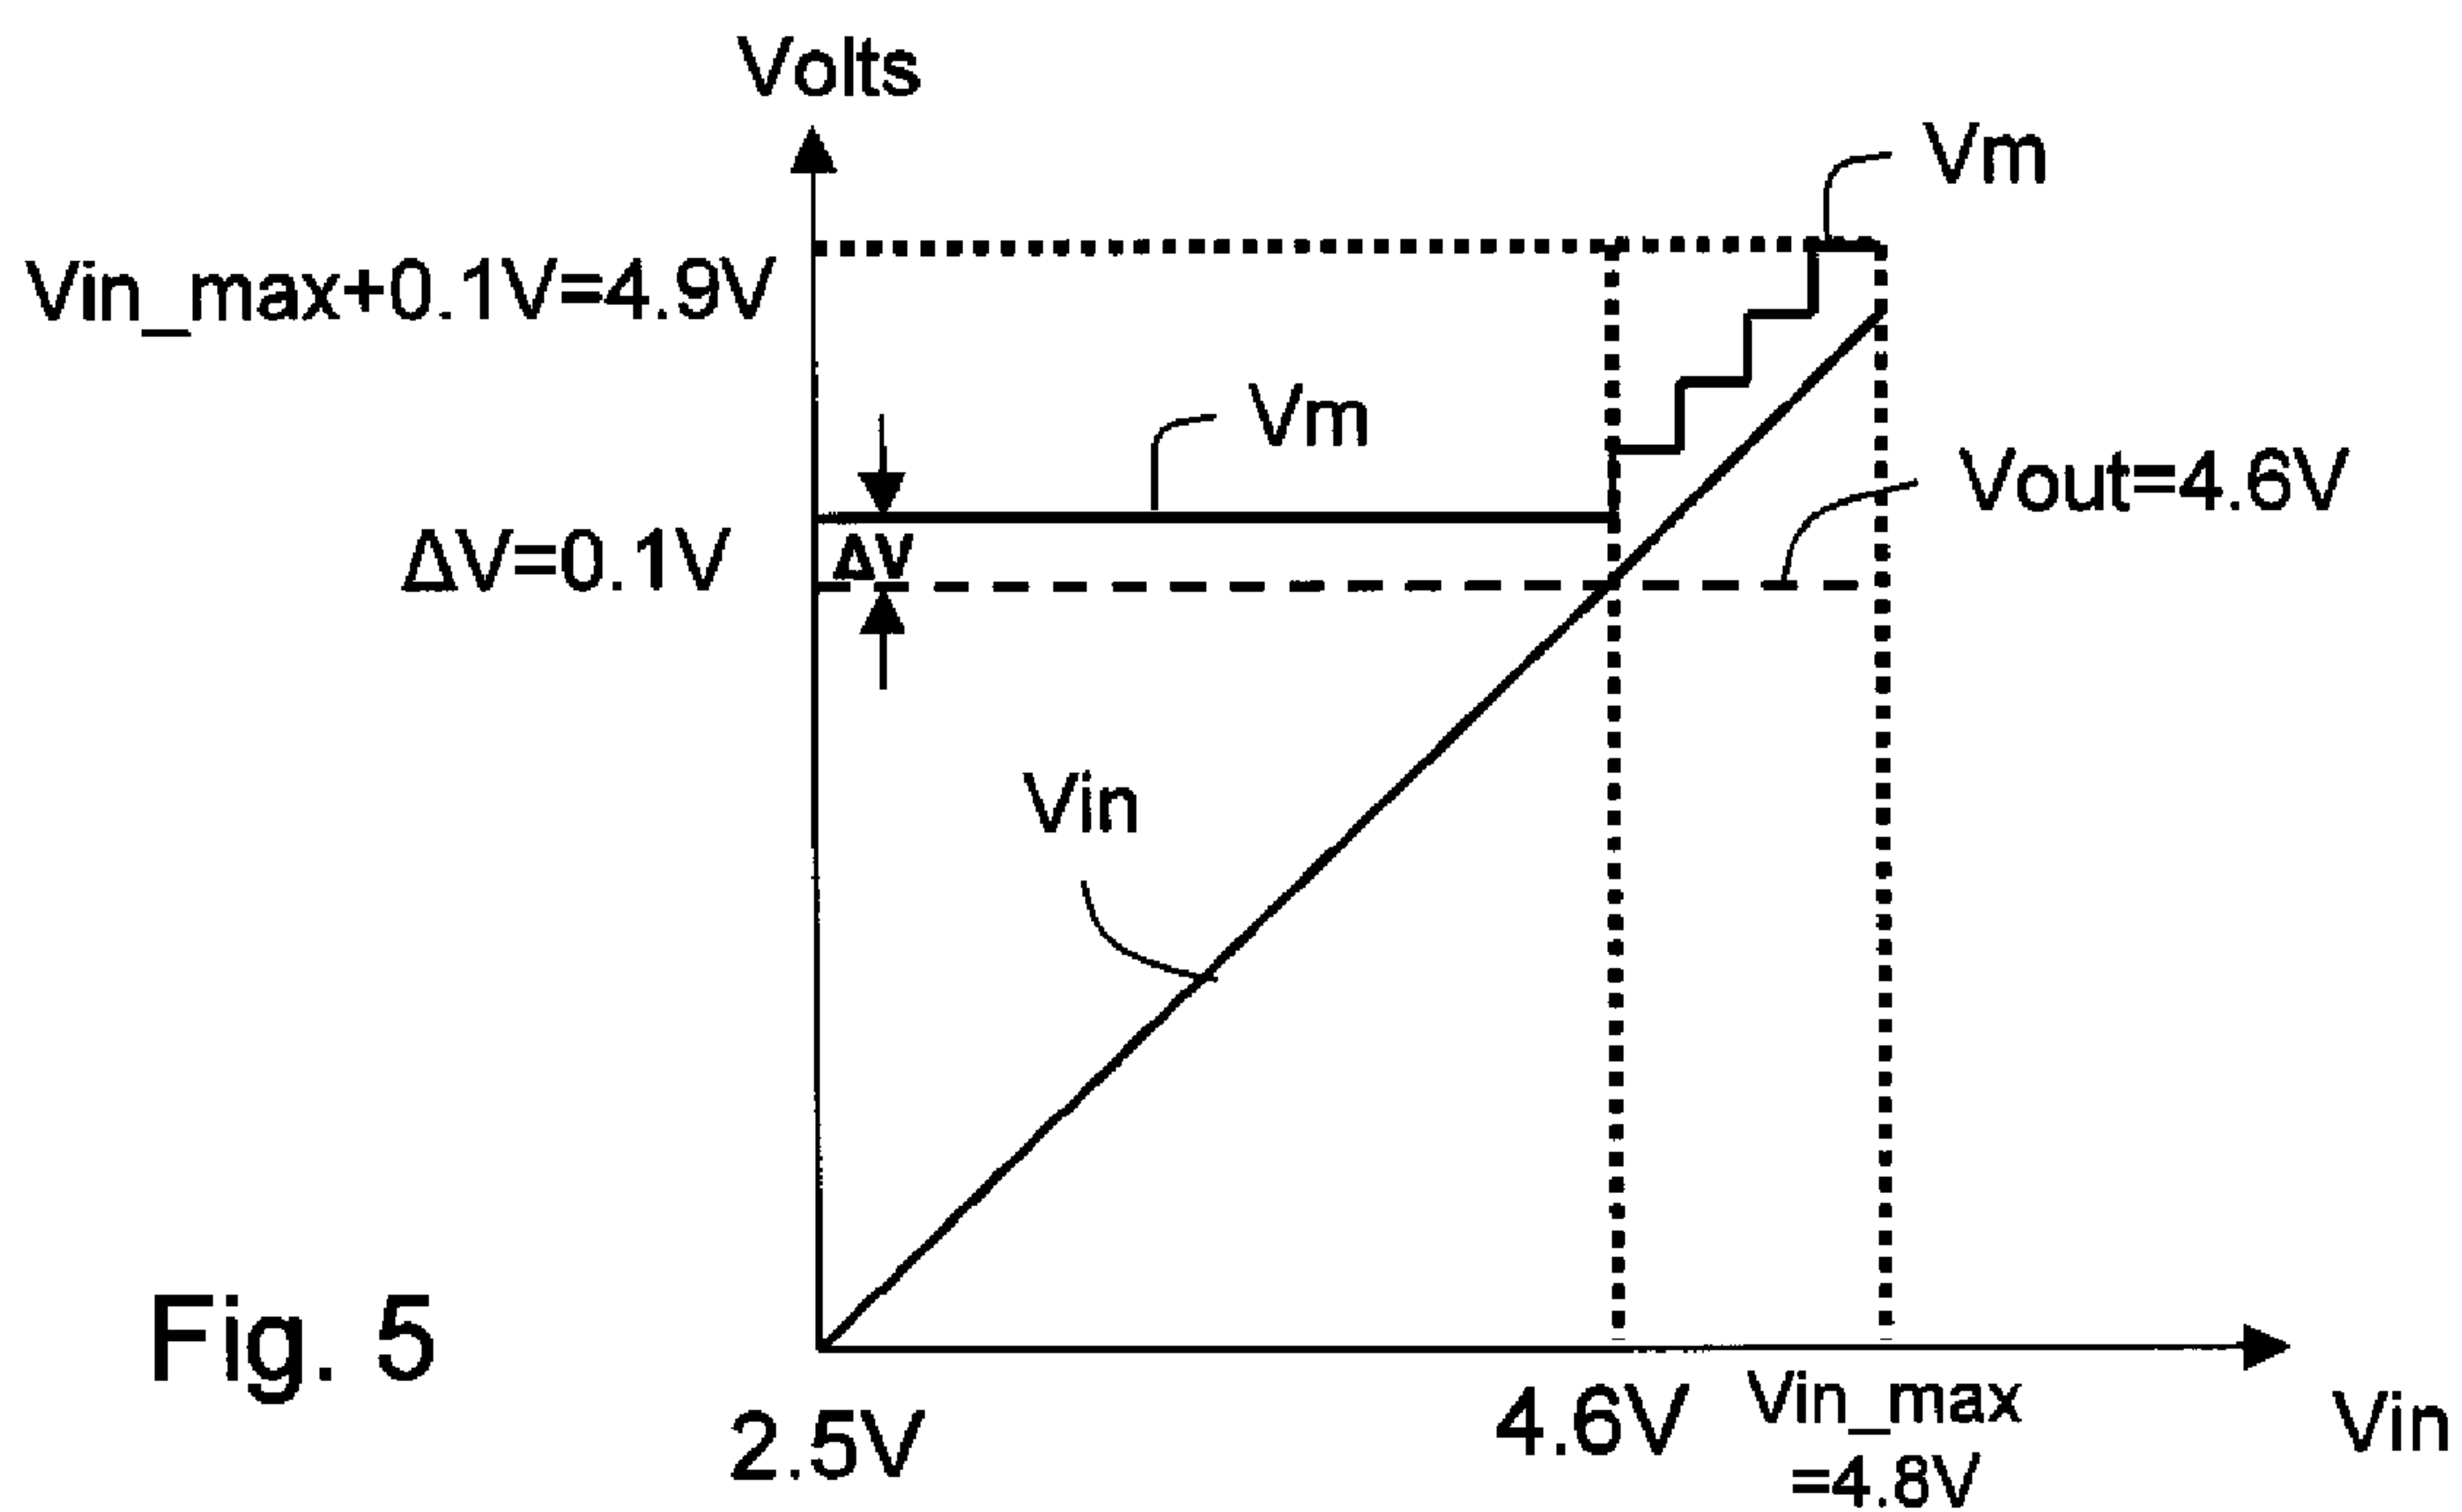 Volts
Vm
Vin_max+0.1V=4.9V
Vm
Vout=4.6V
ΔV=0.1V
ΔV
Vin
Fig. 5
2.5V
4.6V
Vin_max
=4.8V
Vin